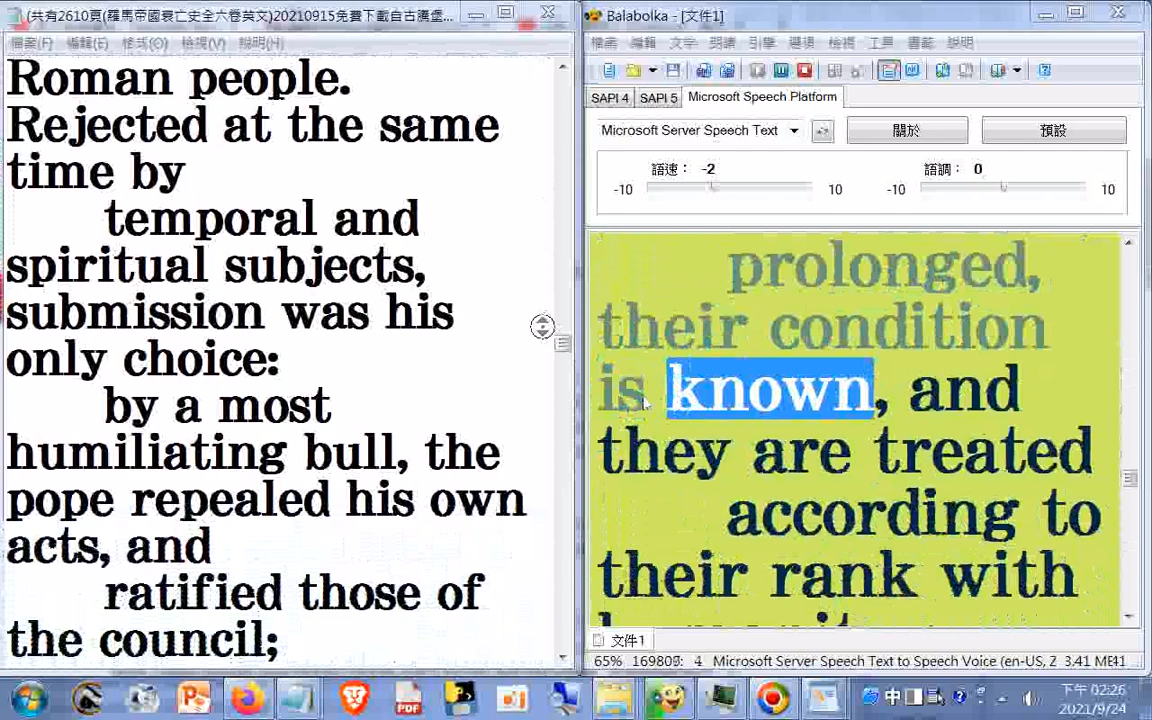 (共有2610頁(羅馬帝國衰亡史全六卷英文)20210915免費下載自古騰堡...
檔案(F) 編輯(E) 格式(O) 檢視(V) 說明(H)
Roman people.
Rejected at the same
time by
temporal and
spiritual subjects,
submission was his
only choice:
by a most
humiliating bull, the
pope repealed his own
acts, and
ratified those of
the council;
Balabolka - [文件1]
檔案 編輯 文字 朗讀 引擎 選項 檢視 工具 書籤 說明
SAPI 4 SAPI 5 Microsoft Speech Platform
Microsoft Server Speech Text
關於 預設
語速： -2 語調： 0
-10 10 -10 10
prolonged,
their condition
is known, and
they are treated
according to
their rank with
文件1
65% 4 Microsoft Server Speech Text to Speech Voice (en-US, Z 3.41 ME
中
下午 02:26
2021/9/24